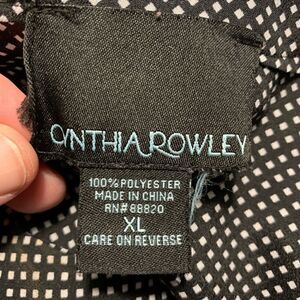 CYNTHIA ROWLEY
100% POLYESTER
MADE IN CHINA
RN# 88820
XL
CARE ON REVERSE